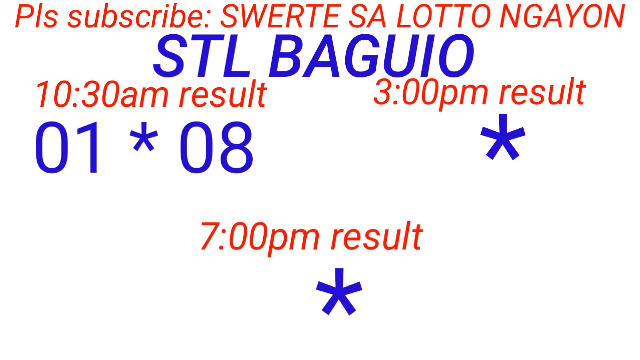 Pls subscribe: SWERTE SA LOTTO NGAYON
STL BAGUIO
10:30am result
01 * 08
3:00pm result
*
7:00pm result
*